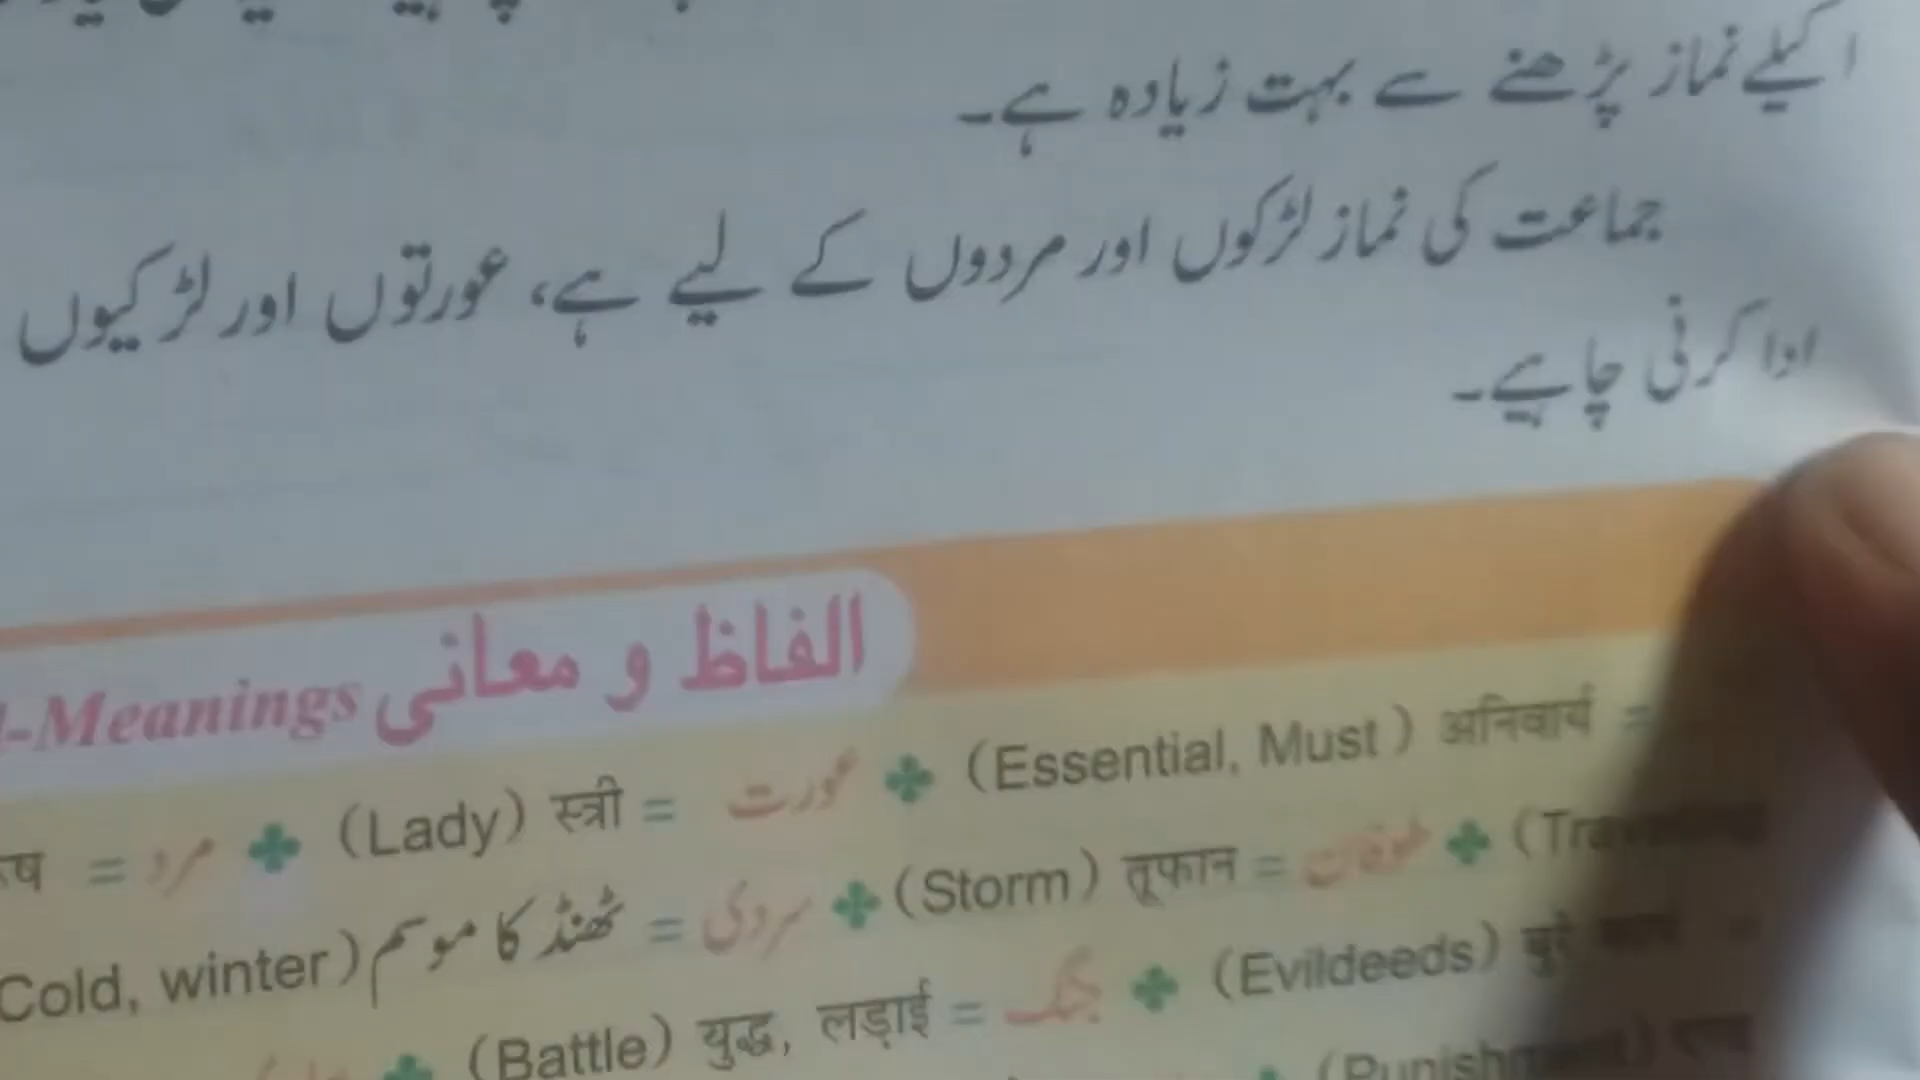 اکیلے نماز پڑھنے سے بہت زیادہ ہے۔
جماعت کی نماز لڑکوں اور مردوں کے لیے ہے، عورتوں اور لڑکیوں
ادا کرنی چاہیے۔
الفاظ و معانی Meanings
अनिवार्य (Essential, Must) ✤ عورت = स्त्री (Lady) ✤ مرد =
✤ طوفان = तूफान (Storm) ✤ سردی = ٹھنڈ کا موسم (Cold, winter)
बुरे (Evildeeds) ✤ جنگ = युद्ध, लड़ाई (Battle) ✤
(Punishment)